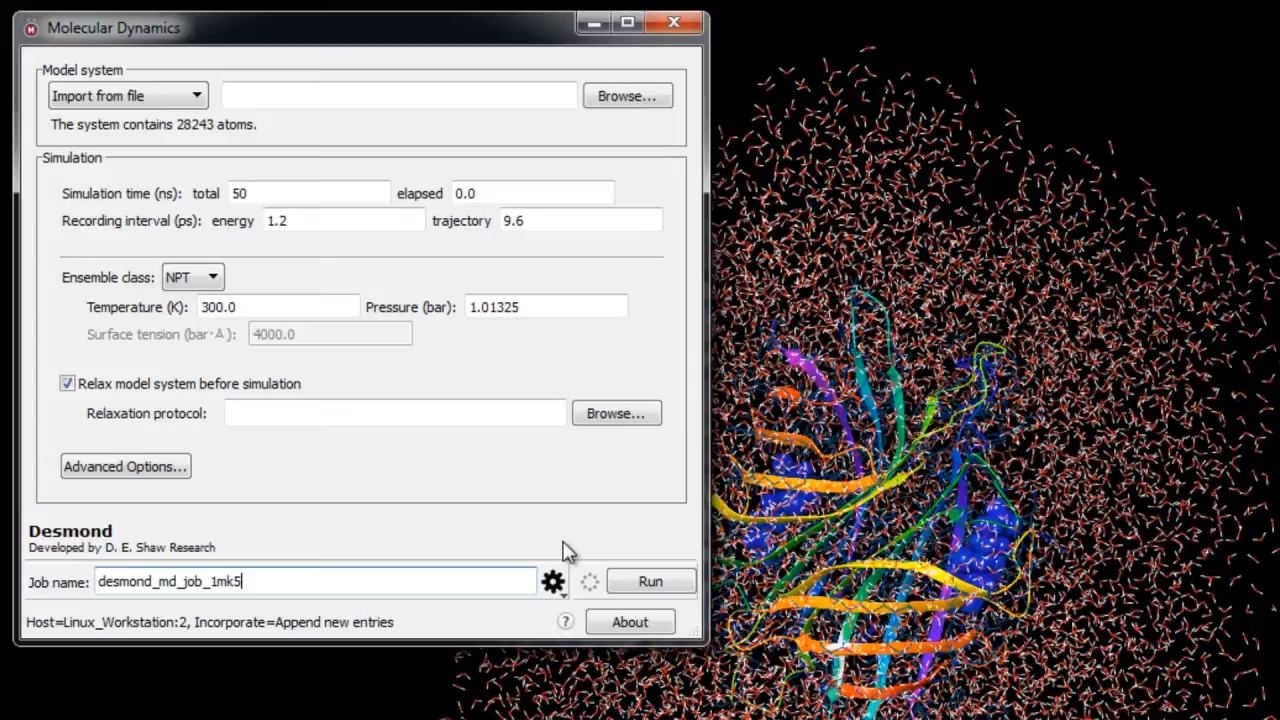 Molecular Dynamics
Model system
Import from file
Browse...
The system contains 28243 atoms.
Simulation
Simulation time (ns): total 50 elapsed 0.0
Recording interval (ps): energy 1.2 trajectory 9.6
Ensemble class: NPT
Temperature (K): 300.0 Pressure (bar): 1.01325
Surface tension (bar·Å): 4000.0
Relax model system before simulation
Relaxation protocol: Browse...
Advanced Options...
Desmond
Developed by D. E. Shaw Research
Job name: desmond_md_job_1mk5 Run
Host=Linux_Workstation:2, Incorporate=Append new entries ? About